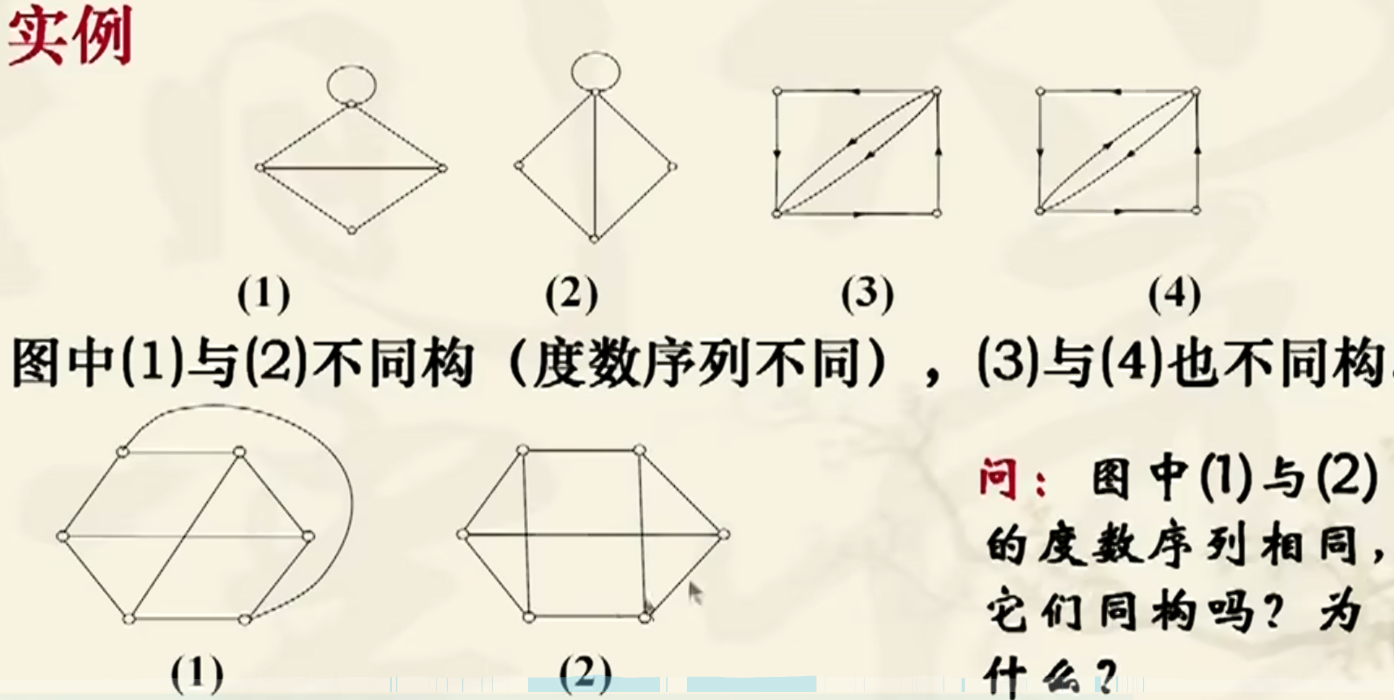 实例
(1) (2) (3) (4)
图中(1)与(2)不同构（度数序列不同），(3)与(4)也不同构.
问：图中(1)与(2)
的度数序列相同，
它们同构吗？为
什么？
(1) (2)